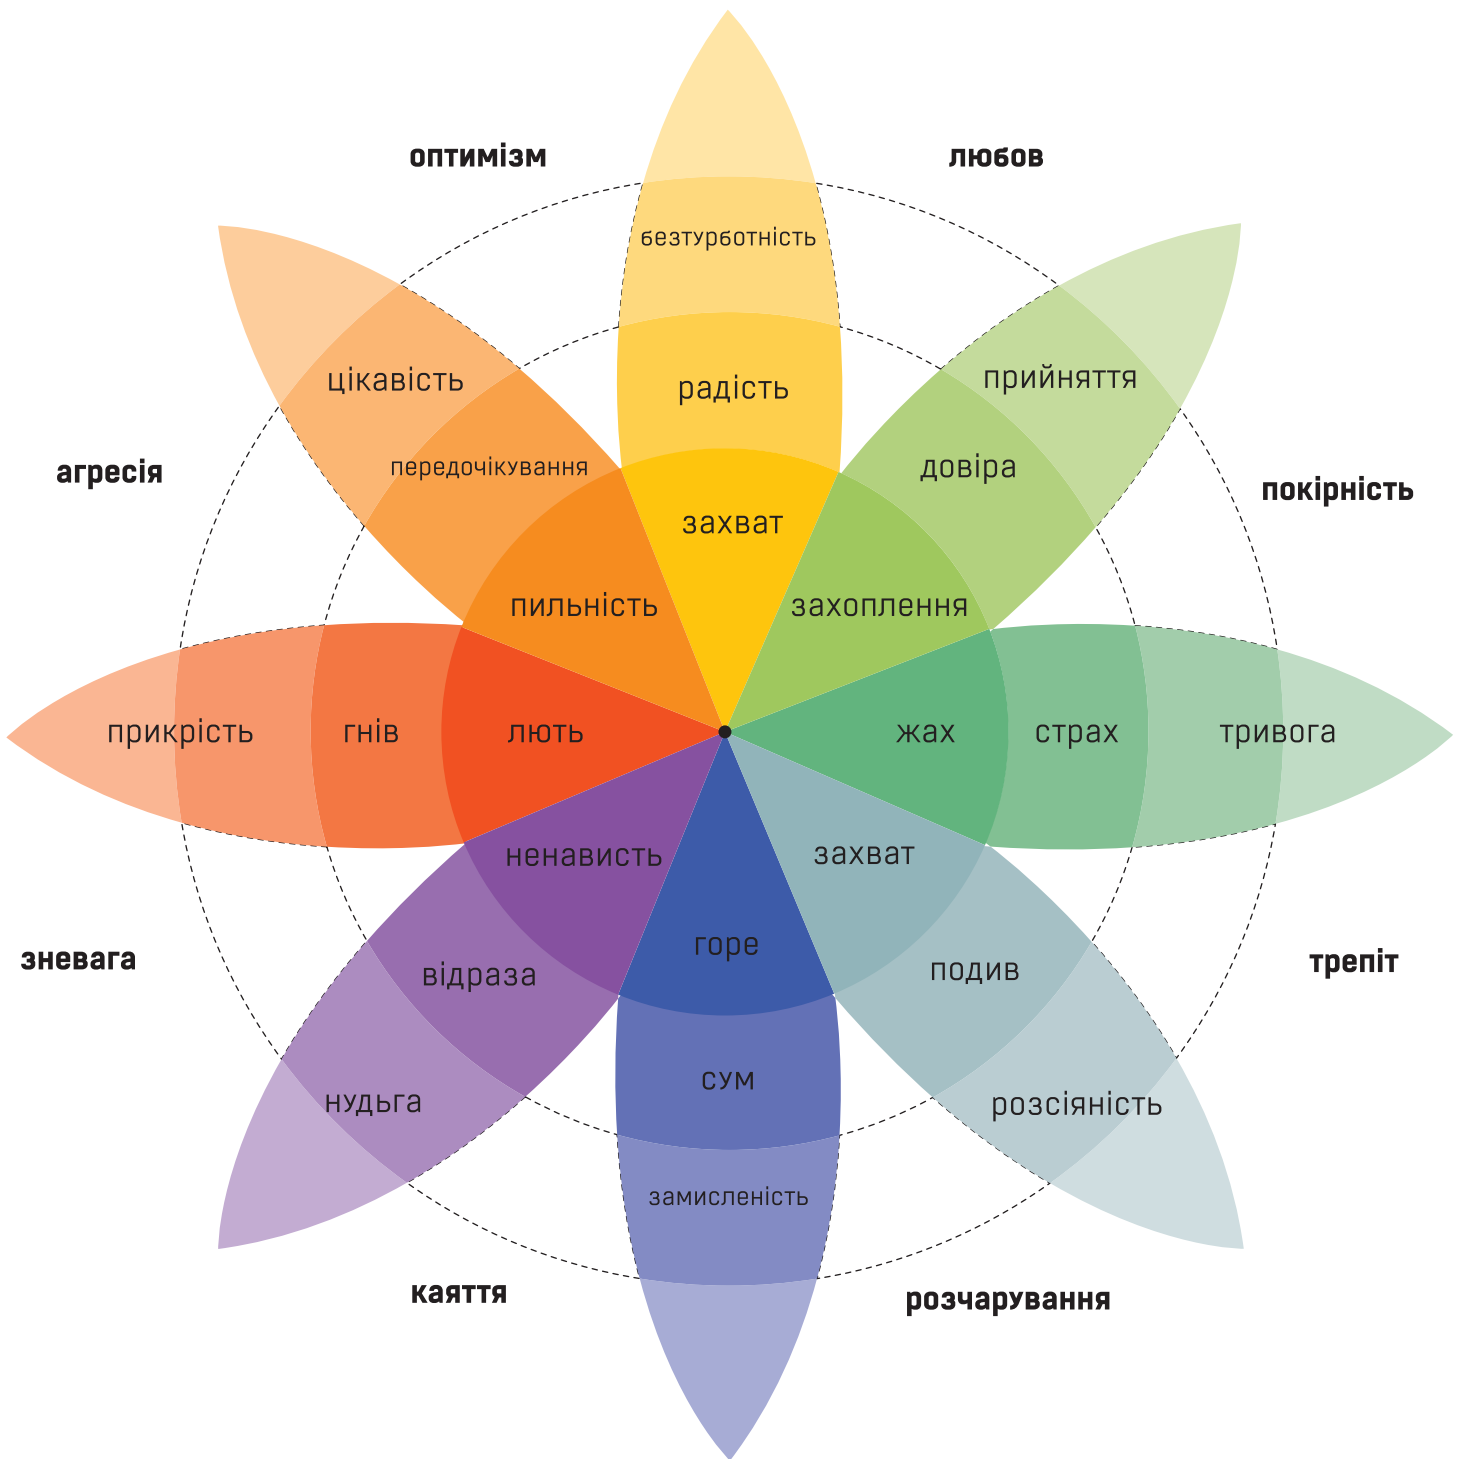 оптимізм
любов
безтурботність
цікавість
прийняття
радість
агресія
передочікування
довіра
покірність
захват
пильність
захоплення
прикрість
гнів
лють
жах
страх
тривога
ненависть
захват
зневага
відраза
горе
подив
трепіт
нудьга
сум
розсіяність
замисленість
каяття
розчарування